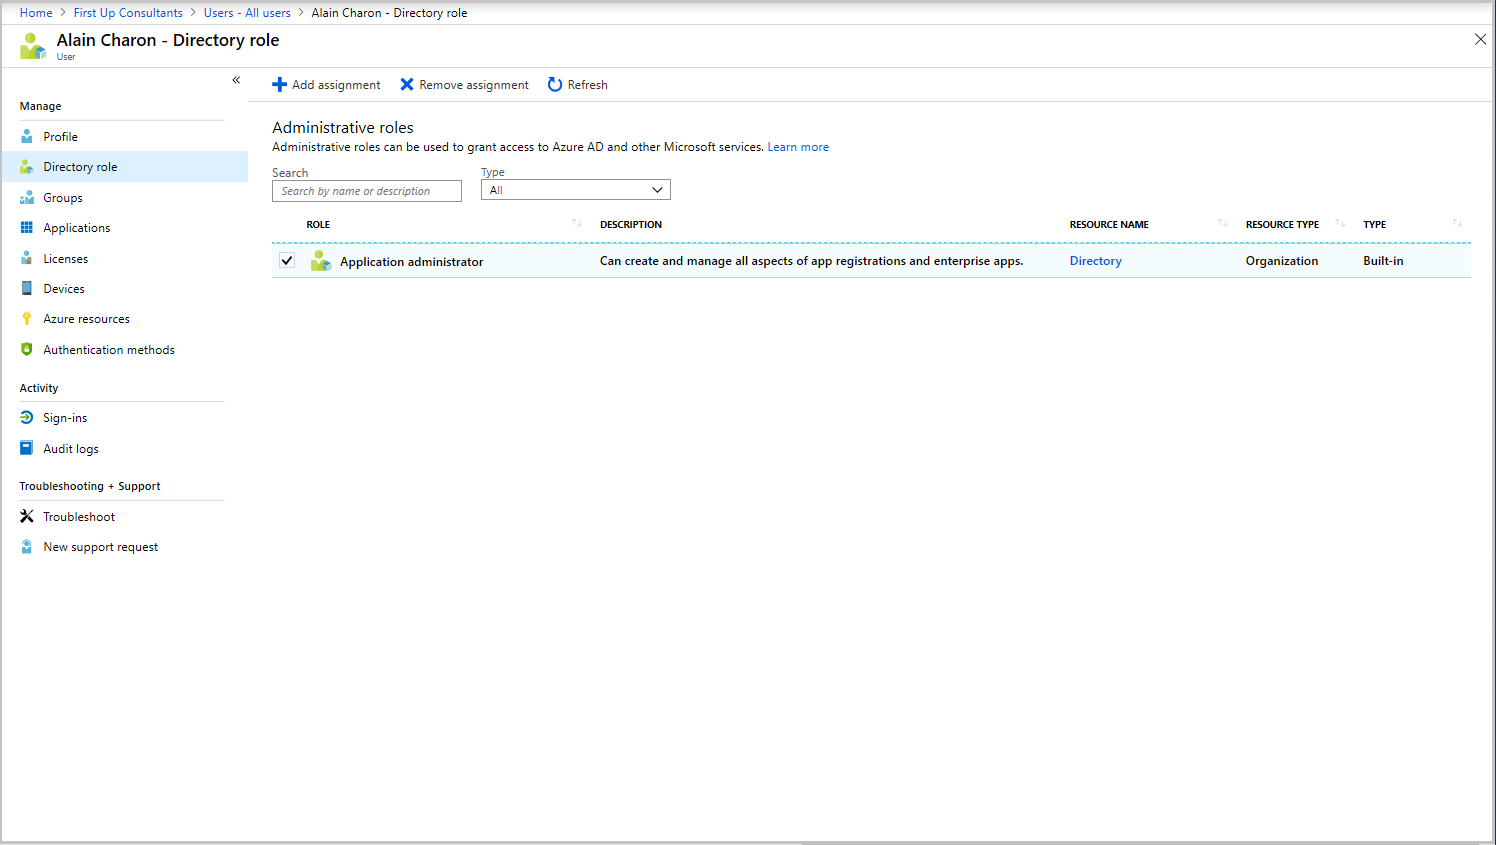 Home > First Up Consultants > Users - All users > Alain Charon - Directory role
Alain Charon - Directory role
User
«
Add assignment Remove assignment Refresh
Manage
Profile
Directory role
Groups
Applications
Licenses
Devices
Azure resources
Authentication methods
Activity
Sign-ins
Audit logs
Troubleshooting + Support
Troubleshoot
New support request
Administrative roles
Administrative roles can be used to grant access to Azure AD and other Microsoft services. Learn more
Search Type
Search by name or description All
ROLE DESCRIPTION RESOURCE NAME RESOURCE TYPE TYPE
Application administrator Can create and manage all aspects of app registrations and enterprise apps. Directory Organization Built-in